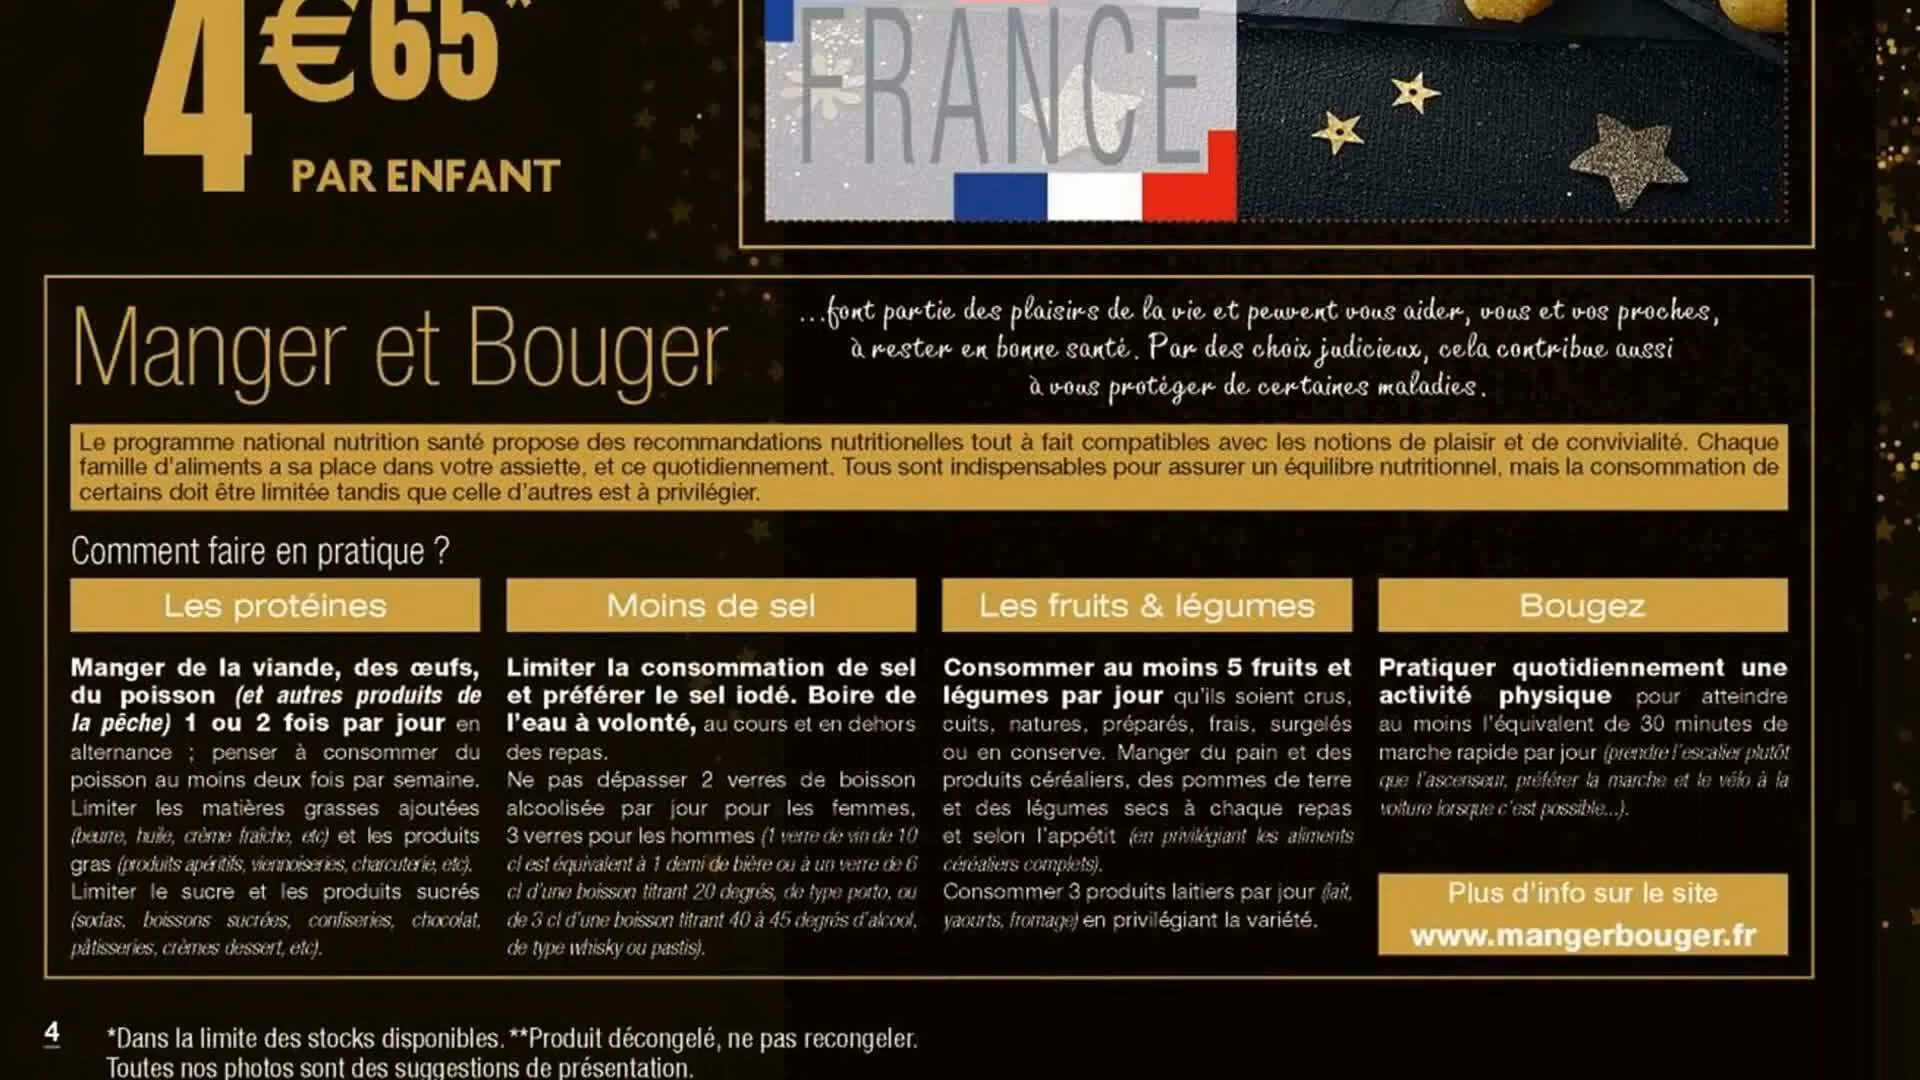 4€65*
PAR ENFANT
FRANCE
Manger et Bouger
...font partie des plaisirs de la vie et peuvent vous aider, vous et vos proches,
à rester en bonne santé. Par des choix judicieux, cela contribue aussi
à vous protéger de certaines maladies.
Le programme national nutrition santé propose des recommandations nutritionelles tout à fait compatibles avec les notions de plaisir et de convivialité. Chaque
famille d'aliments a sa place dans votre assiette, et ce quotidiennement. Tous sont indispensables pour assurer un équilibre nutritionnel, mais la consommation de
certains doit être limitée tandis que celle d'autres est à privilégier.
Comment faire en pratique ?
Les protéines
Manger de la viande, des œufs,
du poisson (et autres produits de
la pêche) 1 ou 2 fois par jour en
alternance ; penser à consommer du
poisson au moins deux fois par semaine.
Limiter les matières grasses ajoutées
(beurre, huile, crème fraîche, etc) et les produits
gras (produits apéritifs, viennoiseries, charcuterie, etc).
Limiter le sucre et les produits sucrés
(sodas, boissons sucrées, confiseries, chocolat,
pâtisseries, crèmes dessert, etc).
Moins de sel
Limiter la consommation de sel
et préférer le sel iodé. Boire de
l'eau à volonté, au cours et en dehors
des repas.
Ne pas dépasser 2 verres de boisson
alcoolisée par jour pour les femmes,
3 verres pour les hommes (1 verre de vin de 10
cl est équivalent à 1 demi de bière ou à un verre de 6
cl d'une boisson titrant 20 degrés, de type porto, ou
de 3 cl d'une boisson titrant 40 à 45 degrés d'alcool,
de type whisky ou pastis).
Les fruits & légumes
Consommer au moins 5 fruits et
légumes par jour qu'ils soient crus,
cuits, natures, préparés, frais, surgelés
ou en conserve. Manger du pain et des
produits céréaliers, des pommes de terre
et des légumes secs à chaque repas
et selon l'appétit (en privilégiant les aliments
céréaliers complets).
Consommer 3 produits laitiers par jour (lait,
yaourts, fromage) en privilégiant la variété.
Bougez
Pratiquer quotidiennement une
activité physique pour atteindre
au moins l'équivalent de 30 minutes de
marche rapide par jour (prendre l'escalier plutôt
que l'ascenseur, préférer la marche et le vélo à la
voiture lorsque c'est possible...).
Plus d'info sur le site
www.mangerbouger.fr
4
*Dans la limite des stocks disponibles. **Produit décongelé, ne pas recongeler.
Toutes nos photos sont des suggestions de présentation.